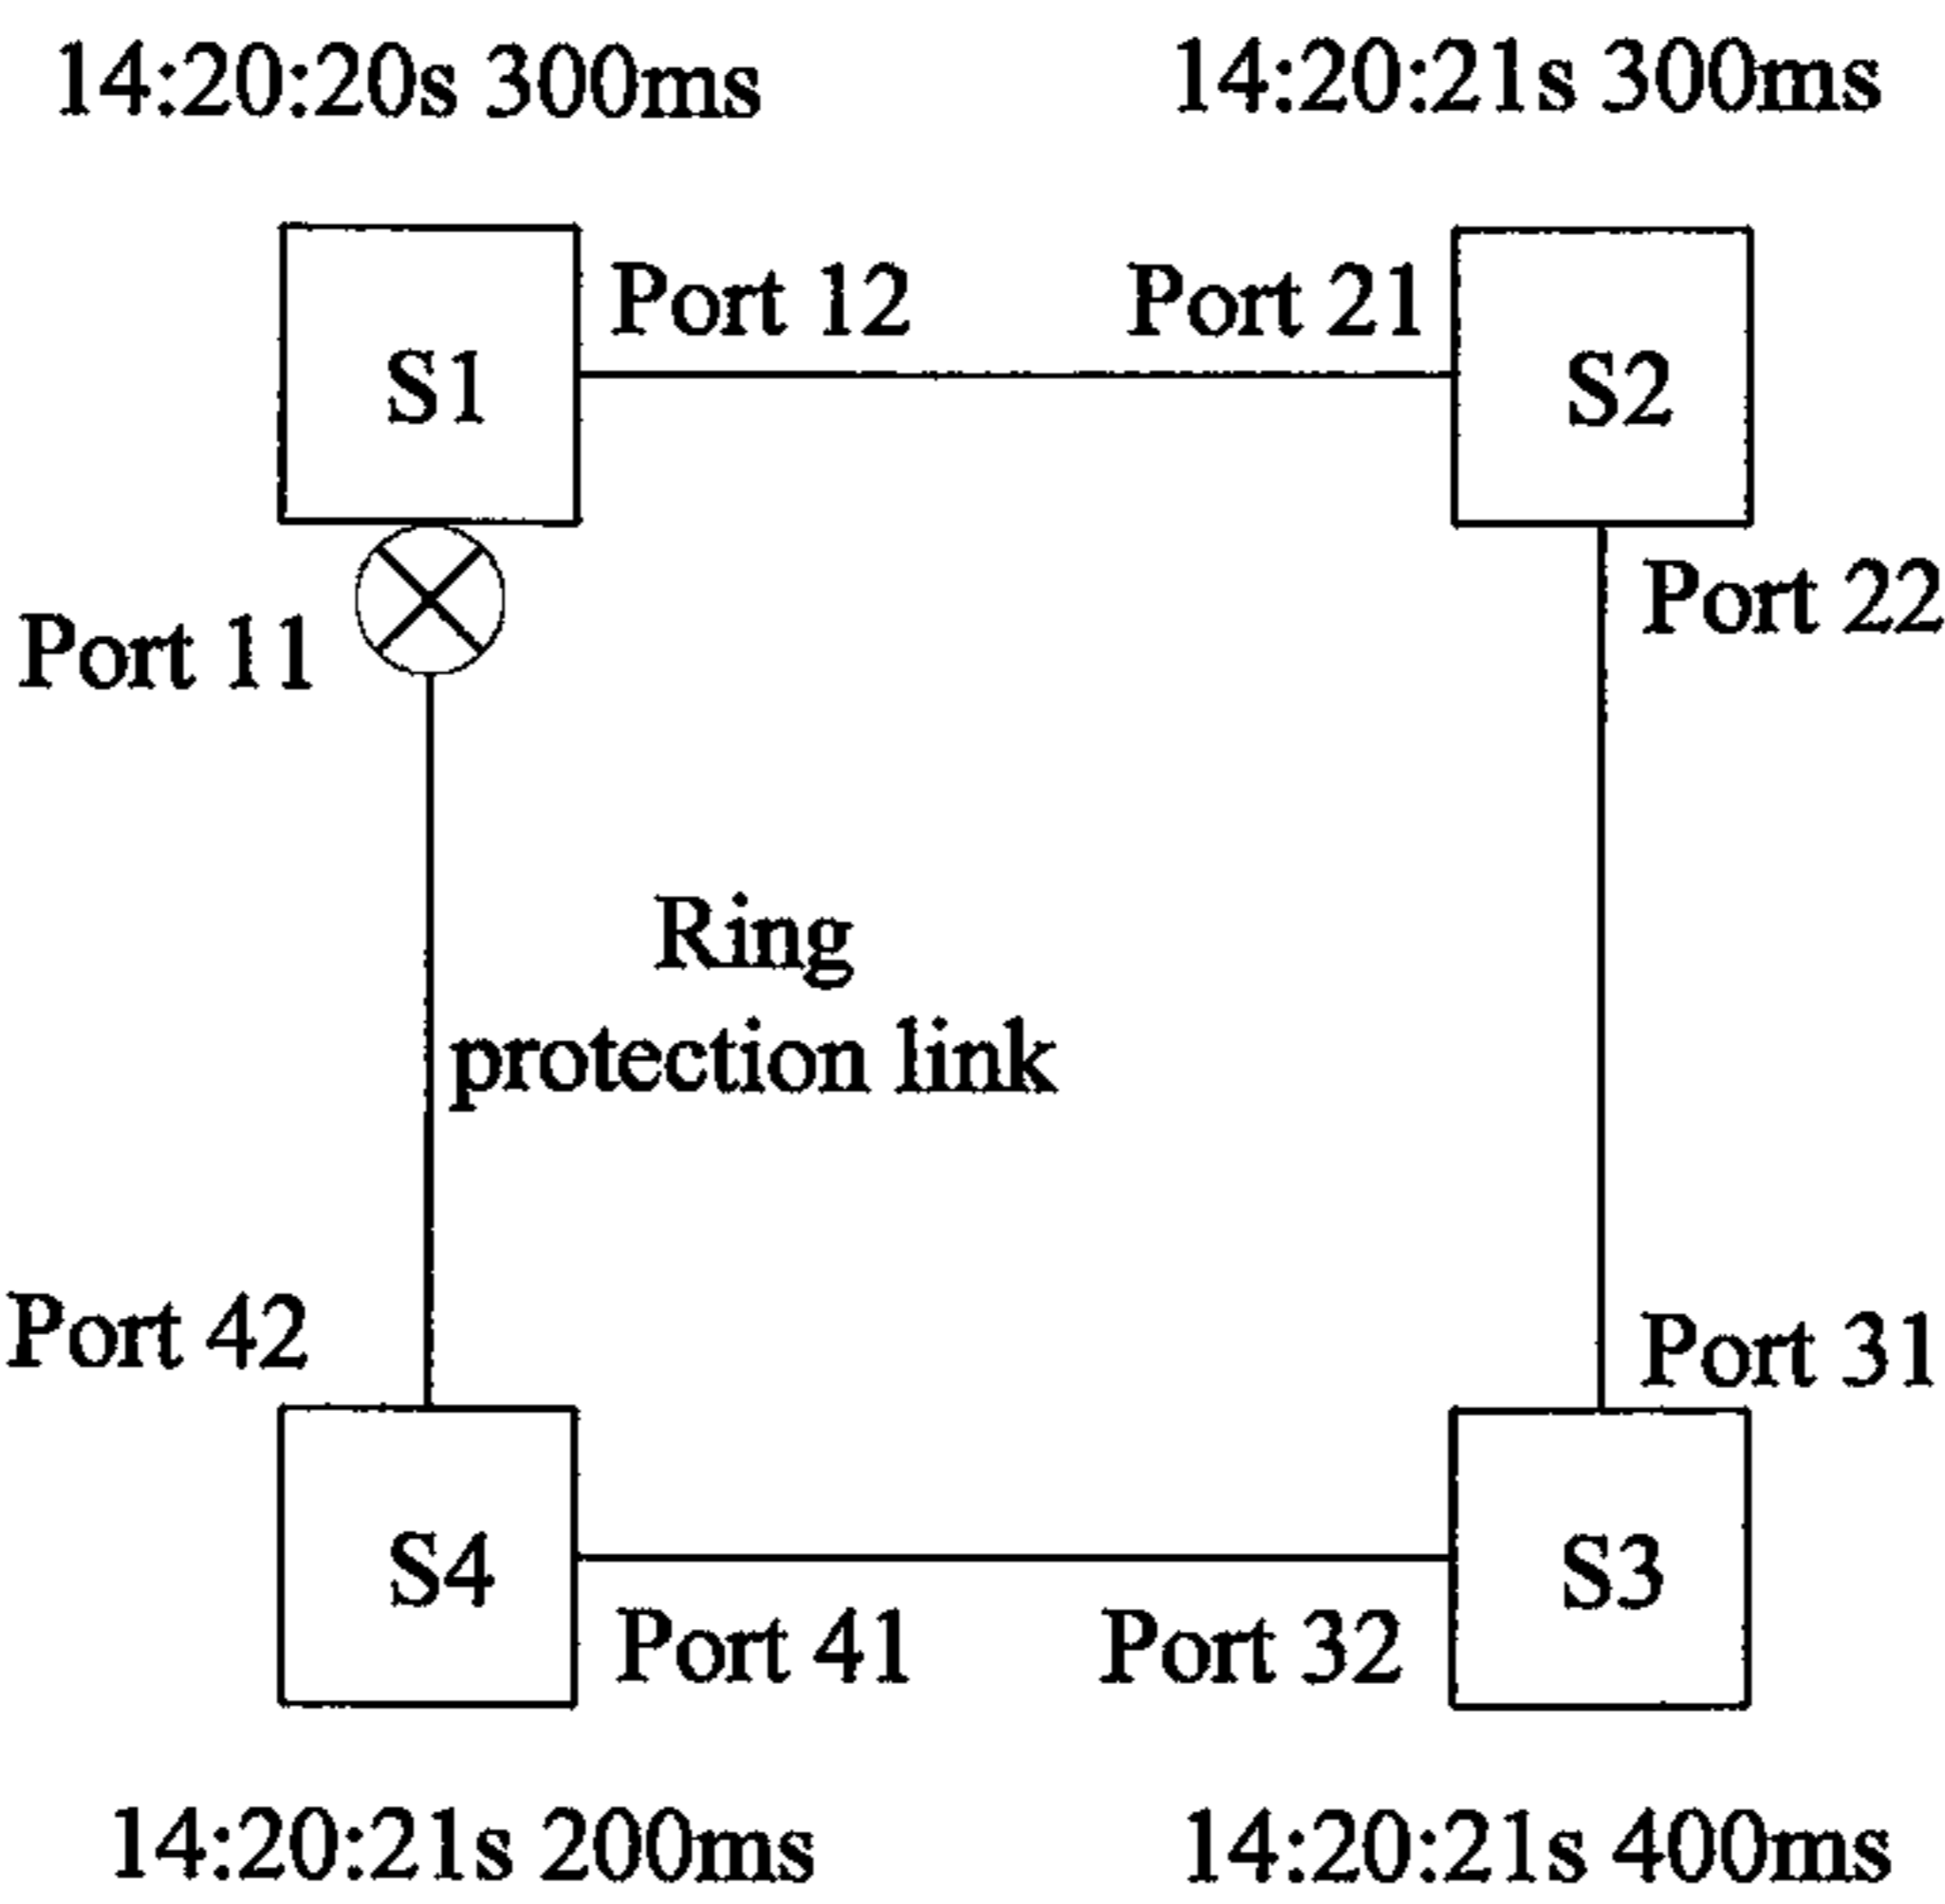 14:20:20s 300ms
14:20:21s 300ms
Port 12
Port 21
S1
S2
Port 11
Port 22
Ring
protection link
Port 42
Port 31
S4
S3
Port 41
Port 32
14:20:21s 200ms
14:20:21s 400ms